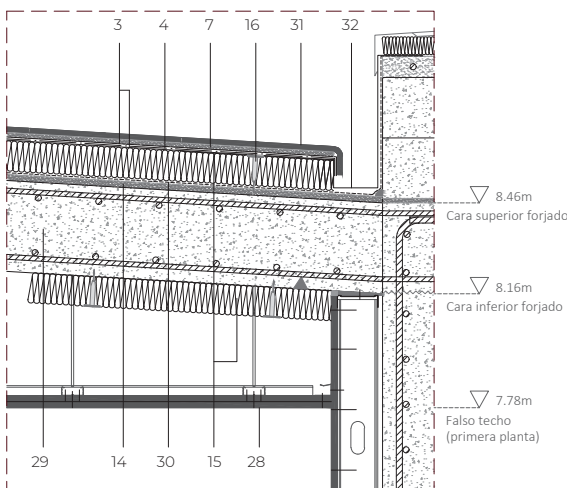 3 4 7 16 31 32
8.46m
Cara superior forjado
8.16m
Cara inferior forjado
7.78m
Falso techo
(primera planta)
29 14 30 15 28